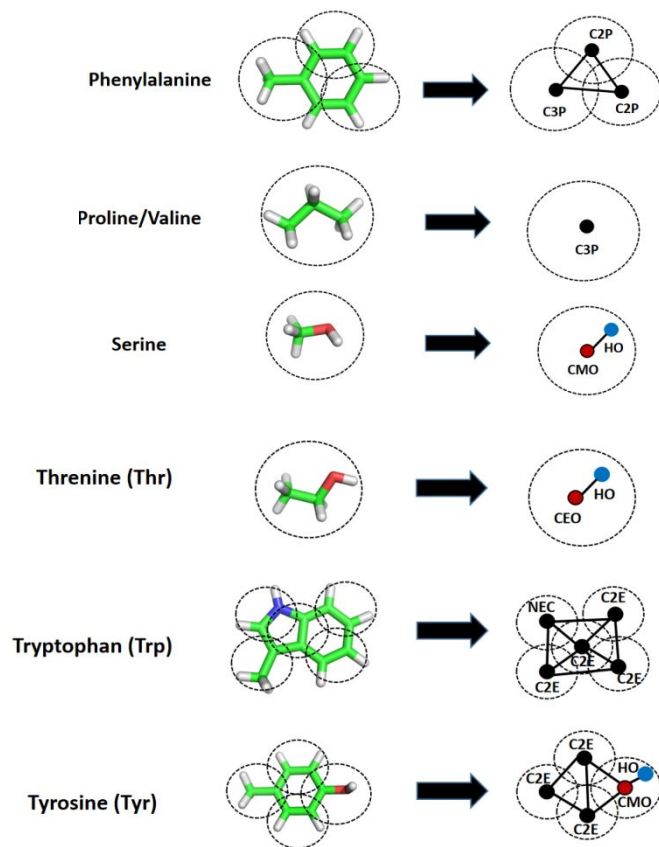 C2P
Phenylalanine
C3P
C2P
Proline/Valine
C3P
Serine
HO
CMO
Threnine (Thr)
HO
CEO
NEC
C2E
Tryptophan (Trp)
C2E
C2E
C2E
C2E
HO
C2E
CMO
Tyrosine (Tyr)
C2E